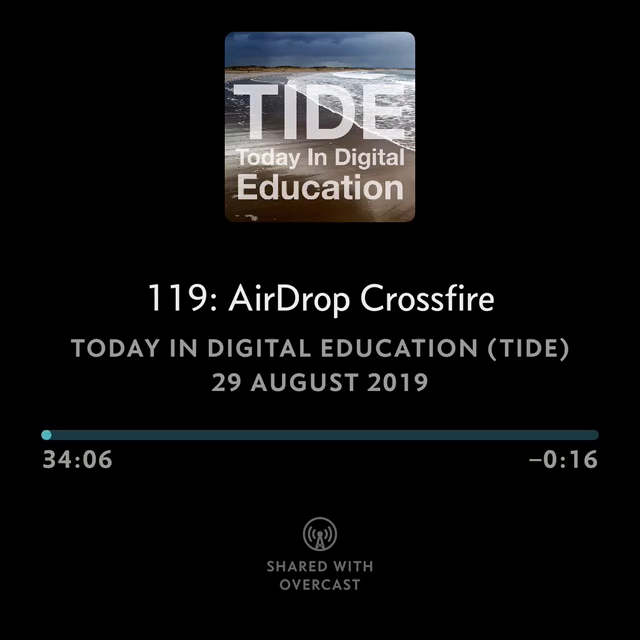 TIDE
Today In Digital
Education
119: AirDrop Crossfire
TODAY IN DIGITAL EDUCATION (TIDE)
29 AUGUST 2019
34:06
–0:16
SHARED WITH
OVERCAST